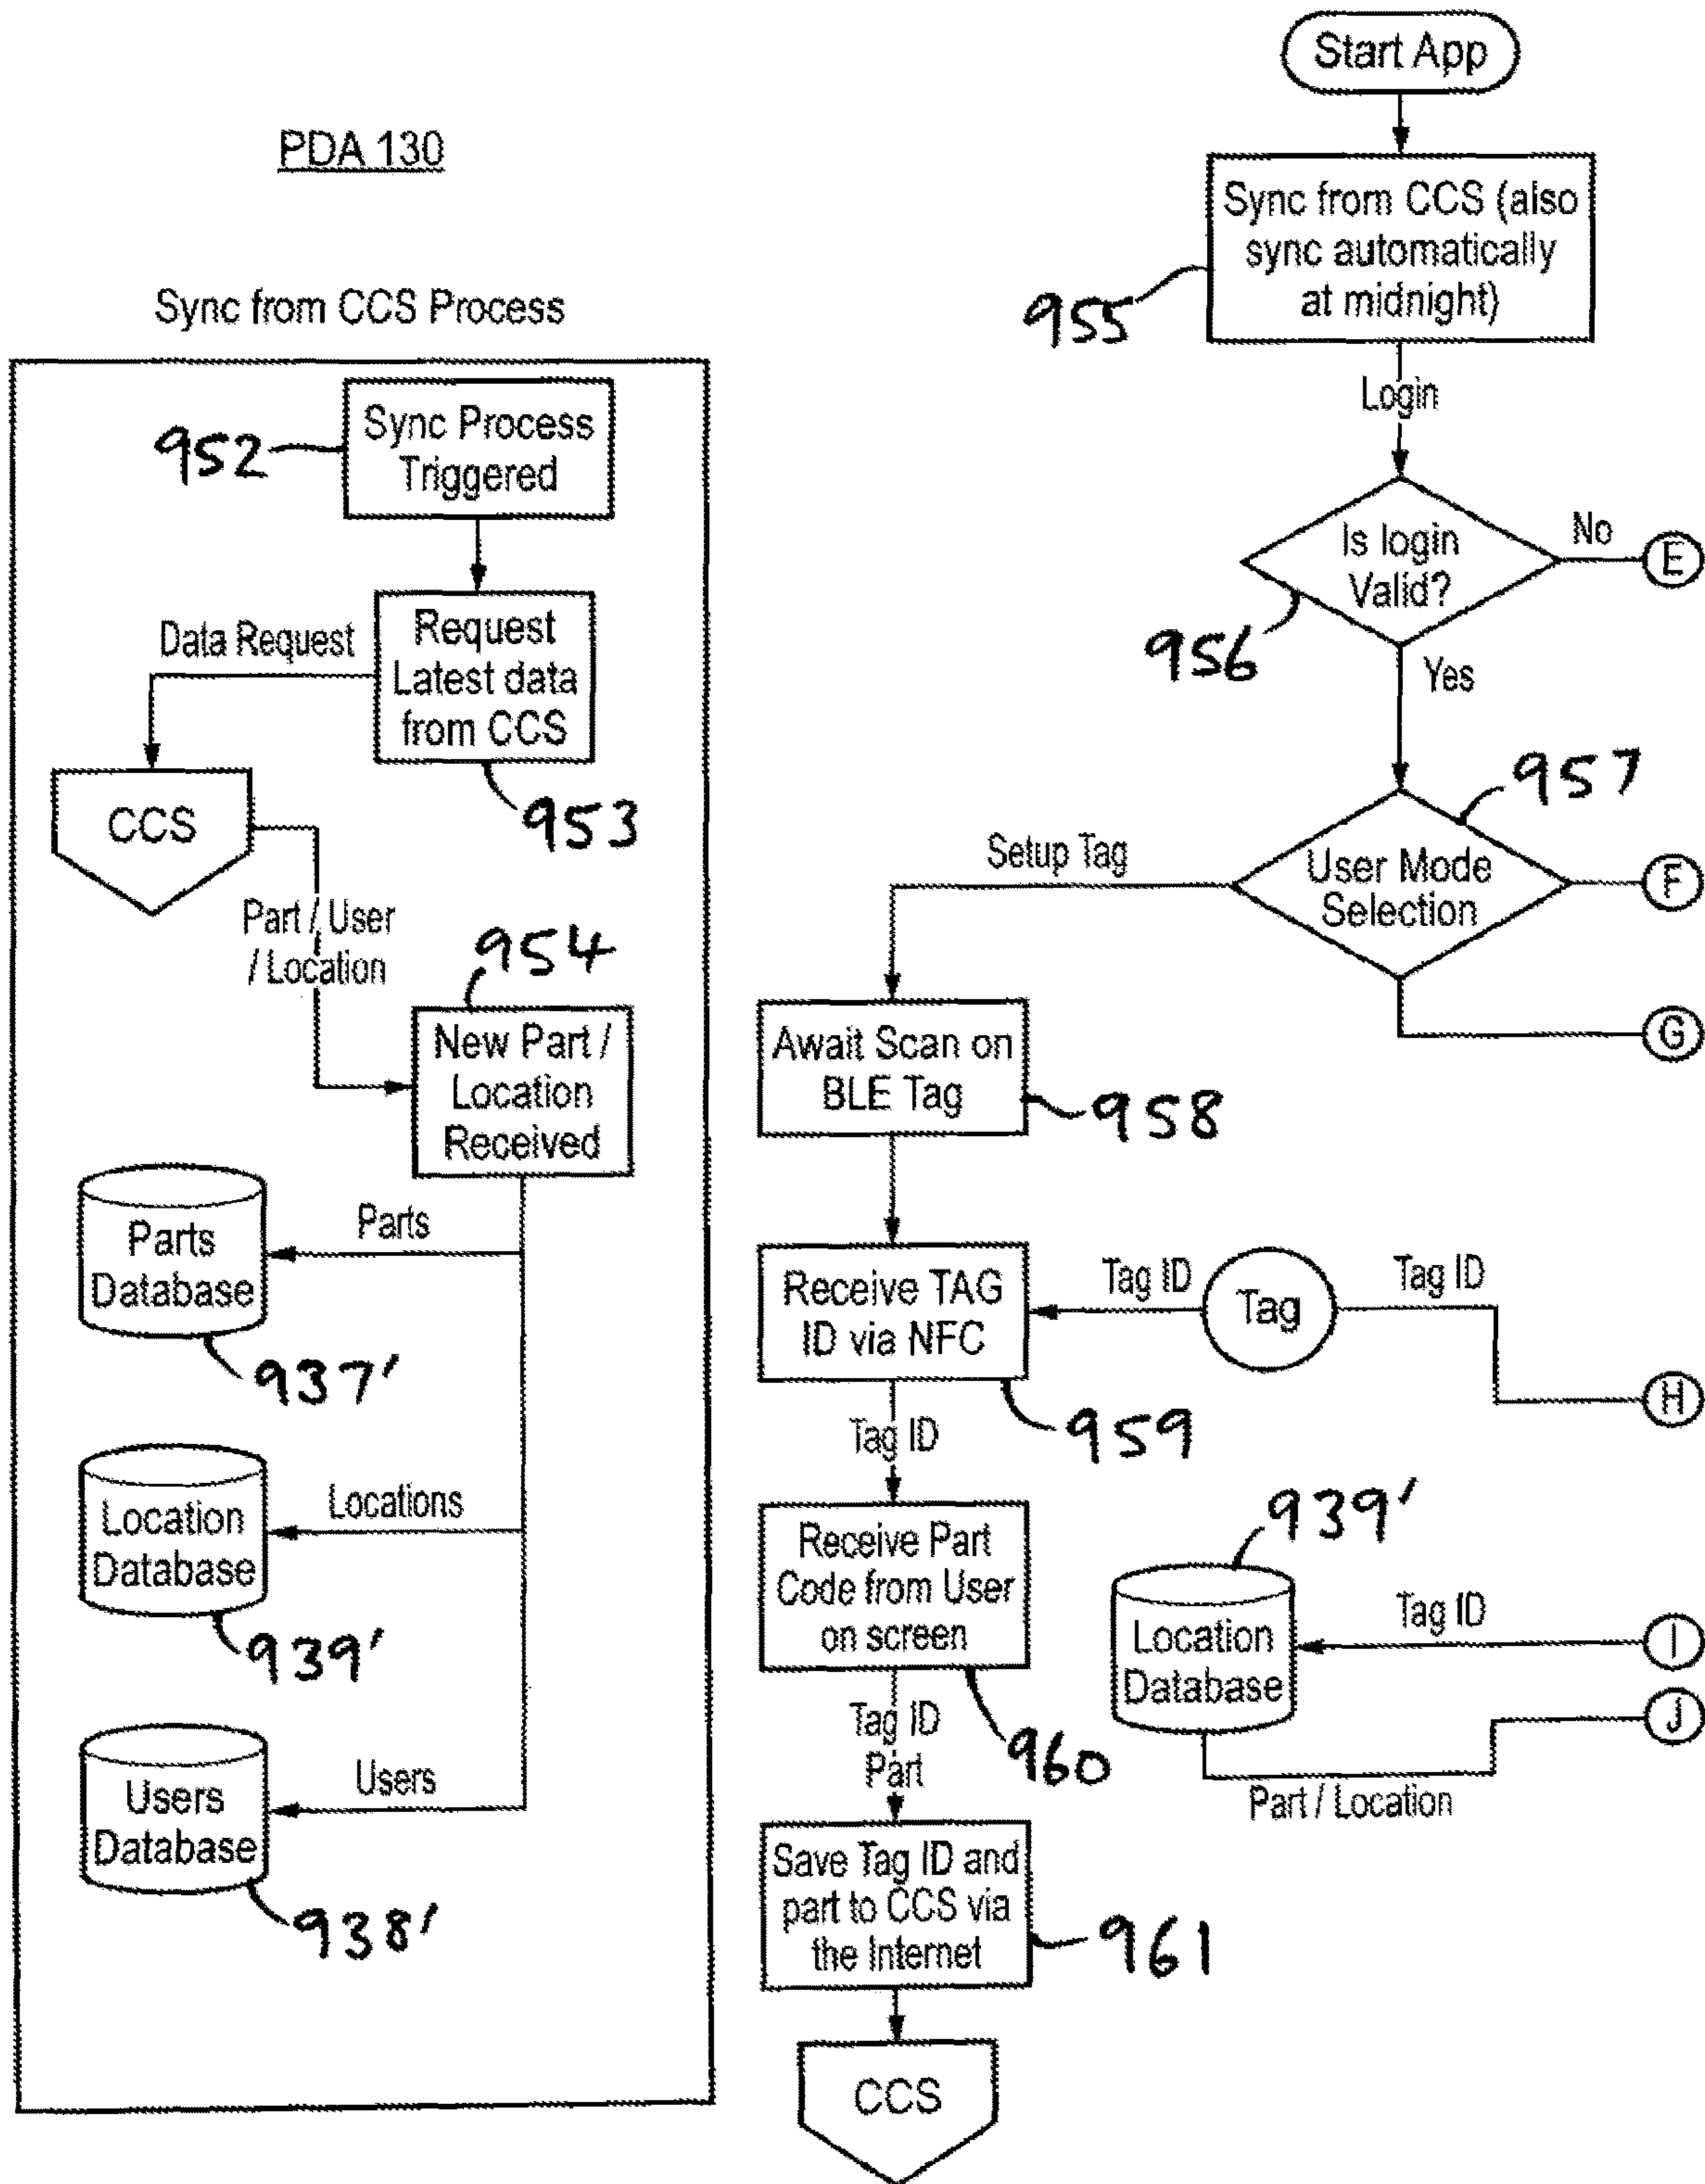 PDA 130
Sync from CCS Process
Sync Process
Triggered
952
Request
Latest data
from CCS
953
Data Request
CCS
Part / User
/ Location
954
New Part /
Location
Received
Parts
Parts
Database
937'
Locations
Location
Database
939'
Users
Users
Database
938'
Start App
Sync from CCS (also
sync automatically
at midnight)
955
Login
Is login
Valid?
956
No
E
Yes
957
User Mode
Selection
F
G
Setup Tag
Await Scan on
BLE Tag
958
Receive TAG
ID via NFC
959
Tag ID
Tag
Tag ID
H
Tag ID
Receive Part
Code from User
on screen
960
939'
Location
Database
Tag ID
I
J
Part / Location
Tag ID
Part
Save Tag ID and
part to CCS via
the Internet
961
CCS